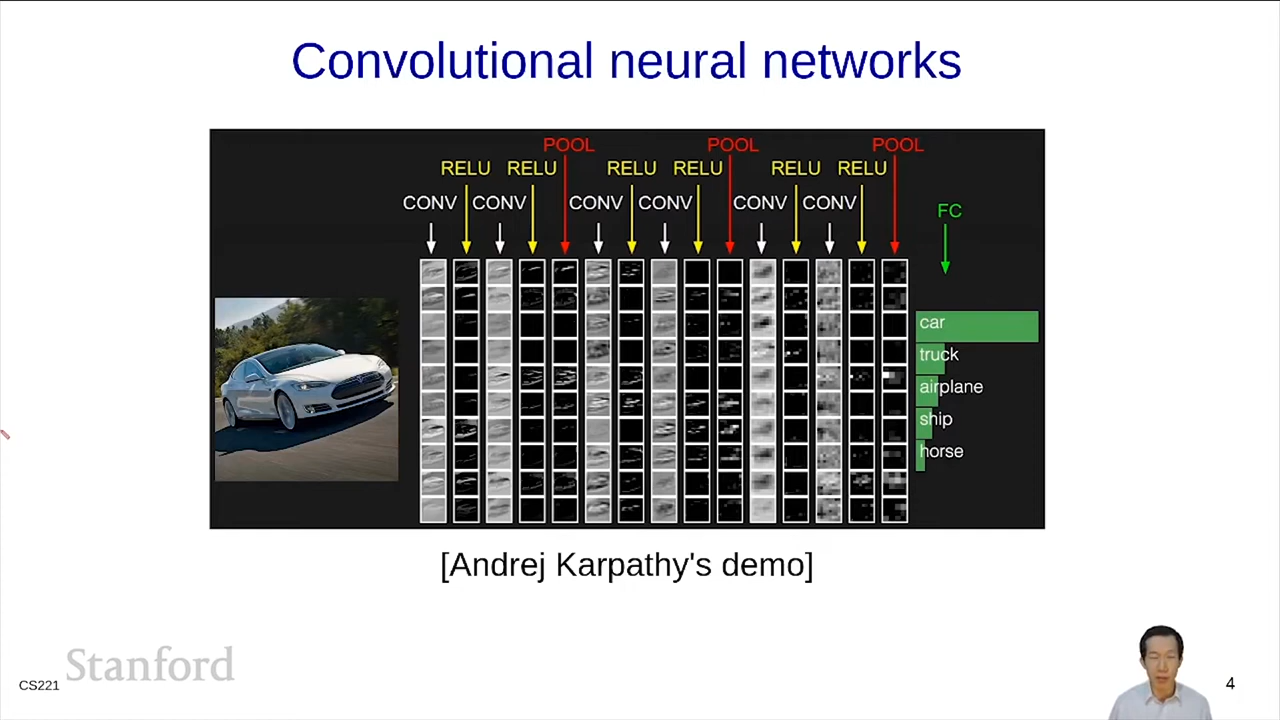 Convolutional neural networks
POOL POOL POOL
RELU RELU RELU RELU RELU RELU
CONV CONV CONV CONV CONV CONV
FC
car
truck
airplane
ship
horse
[Andrej Karpathy's demo]
Stanford
CS221
4